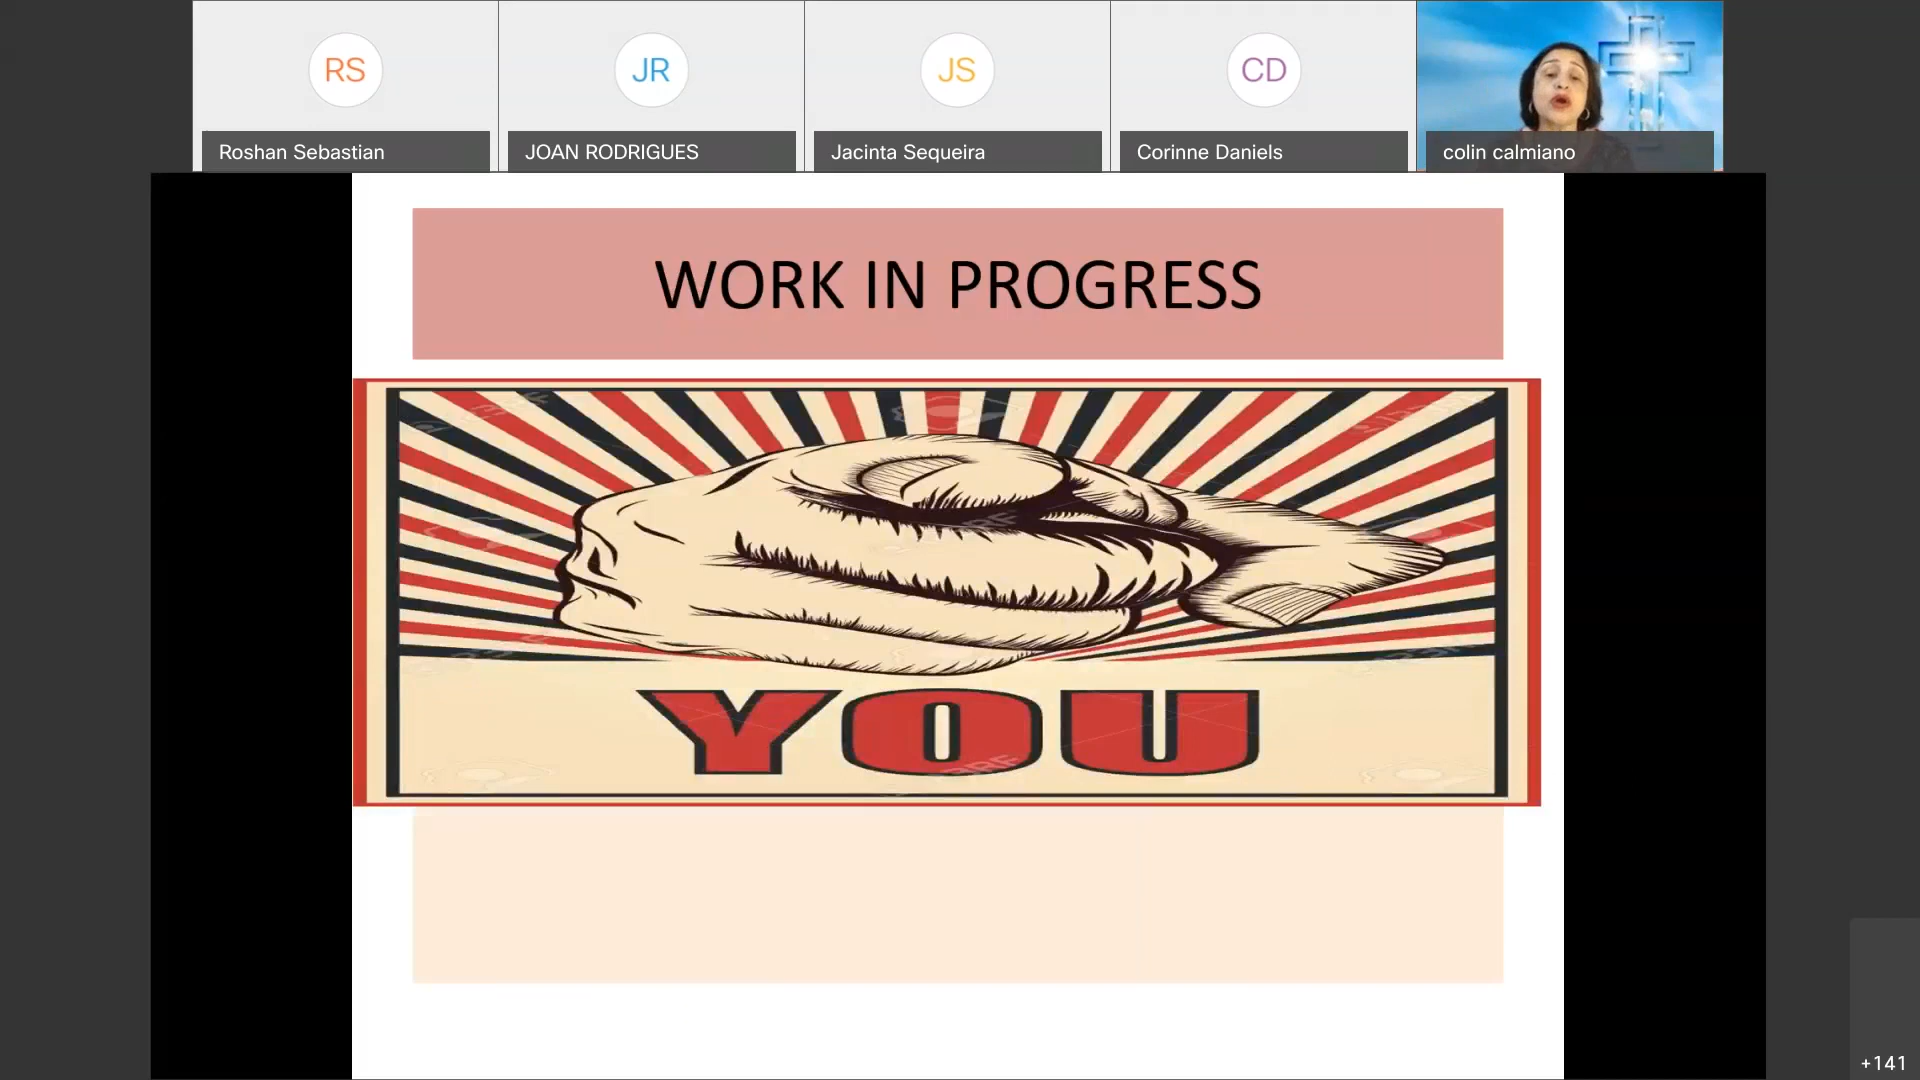 RS
JR
JS
CD
Roshan Sebastian
JOAN RODRIGUES
Jacinta Sequeira
Corinne Daniels
colin calmiano
WORK IN PROGRESS
YOU
+141